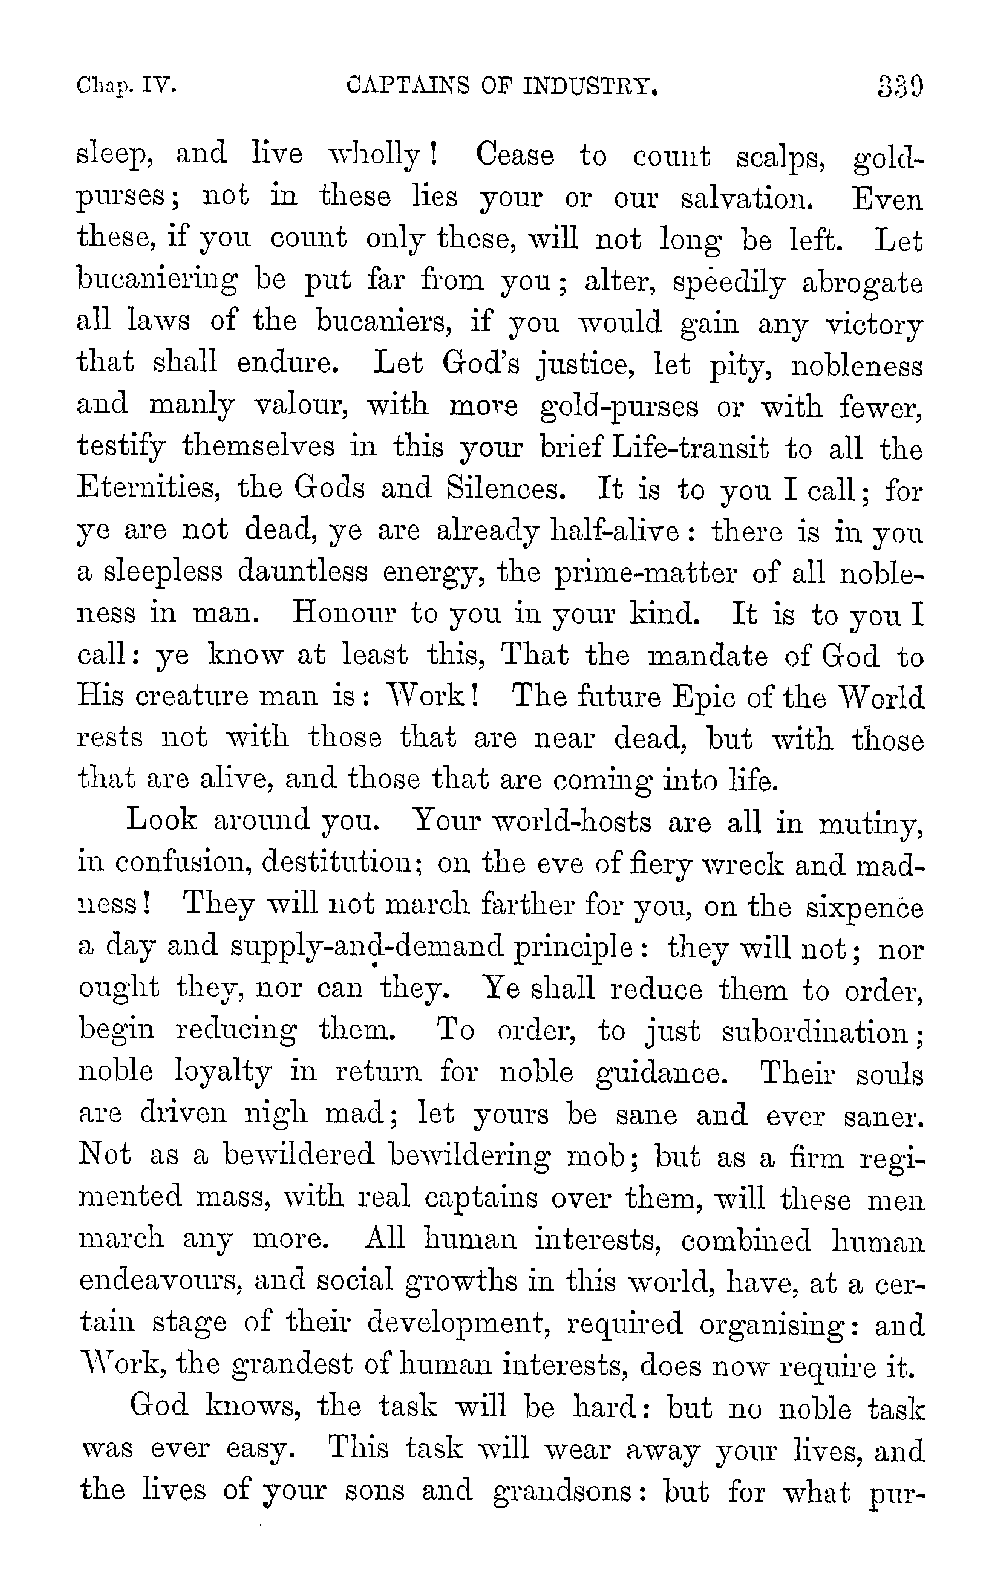 Chap. IV. CAPTAINS OF INDUSTRY. 339
sleep, and live wholly! Cease to count scalps, gold-
purses; not in these lies your or our salvation. Even
these, if you count only these, will not long be left. Let
bucaniering be put far from you; alter, speedily abrogate
all laws of the bucaniers, if you would gain any victory
that shall endure. Let God's justice, let pity, nobleness
and manly valour, with more gold-purses or with fewer,
testify themselves in this your brief Life-transit to all the
Eternities, the Gods and Silences. It is to you I call; for
ye are not dead, ye are already half-alive: there is in you
a sleepless dauntless energy, the prime-matter of all noble-
ness in man. Honour to you in your kind. It is to you I
call: ye know at least this, That the mandate of God to
His creature man is: Work! The future Epic of the World
rests not with those that are near dead, but with those
that are alive, and those that are coming into life.
Look around you. Your world-hosts are all in mutiny,
in confusion, destitution; on the eve of fiery wreck and mad-
ness! They will not march farther for you, on the sixpence
a day and supply-and-demand principle: they will not; nor
ought they, nor can they. Ye shall reduce them to order,
begin reducing them. To order, to just subordination;
noble loyalty in return for noble guidance. Their souls
are driven nigh mad; let yours be sane and ever saner.
Not as a bewildered bewildering mob; but as a firm regi-
mented mass, with real captains over them, will these men
march any more. All human interests, combined human
endeavours, and social growths in this world, have, at a cer-
tain stage of their development, required organising: and
Work, the grandest of human interests, does now require it.
God knows, the task will be hard: but no noble task
was ever easy. This task will wear away your lives, and
the lives of your sons and grandsons: but for what pur-